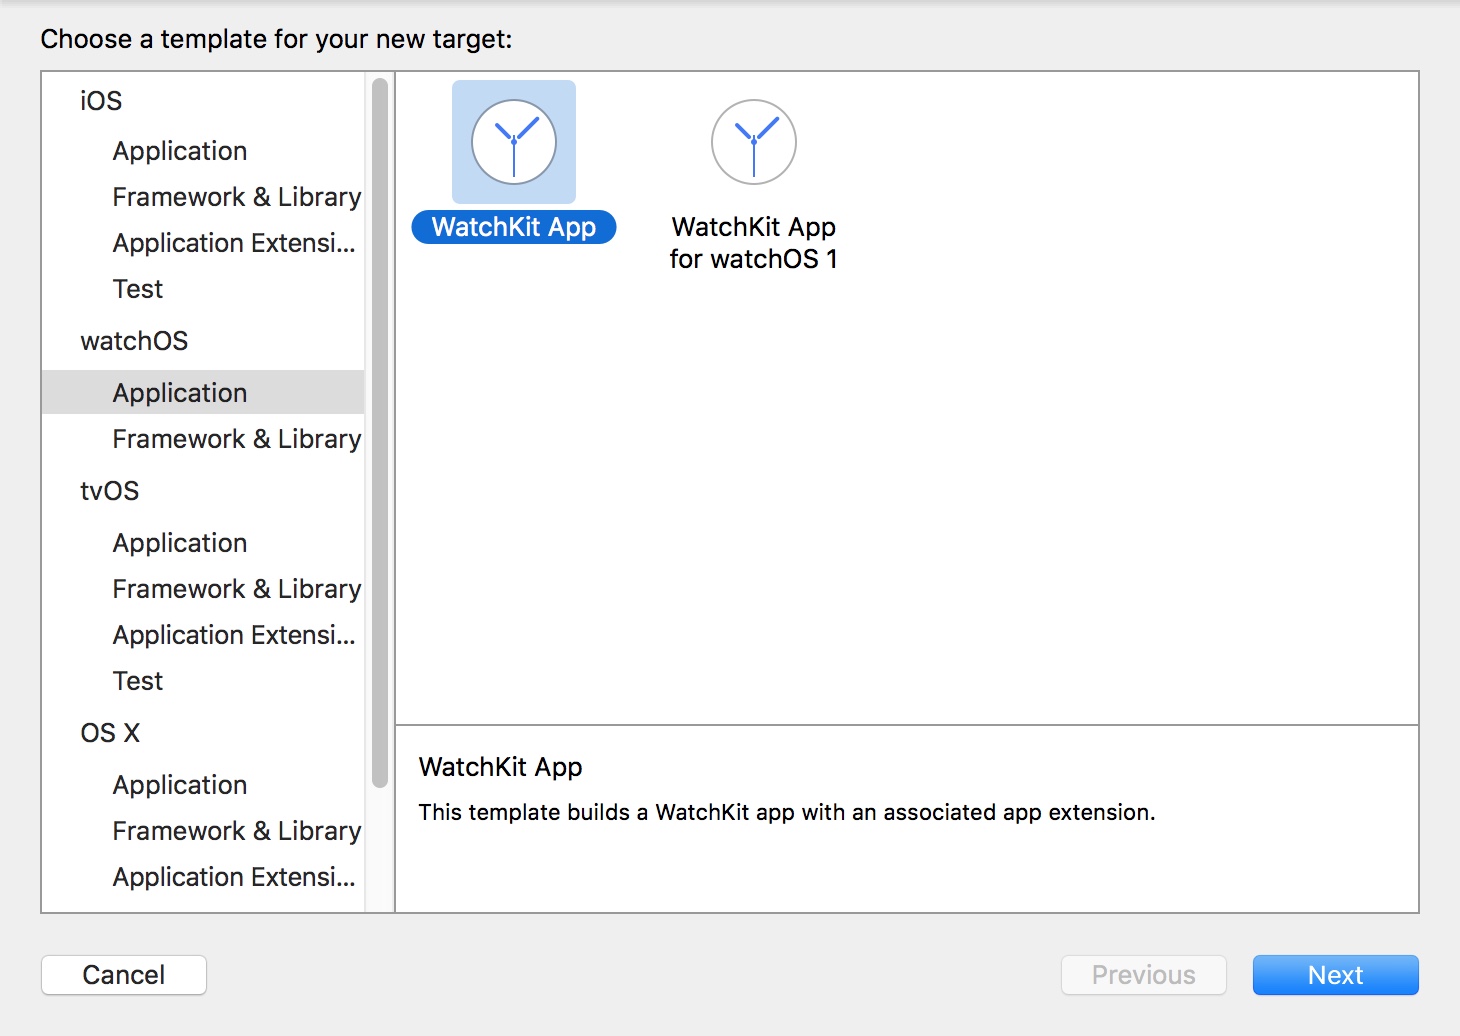 Choose a template for your new target:
iOS
Application
Framework & Library
Application Extensi...
Test
watchOS
Application
Framework & Library
tvOS
Application
Framework & Library
Application Extensi...
Test
OS X
Application
Framework & Library
Application Extensi...
WatchKit App
WatchKit App
for watchOS 1
WatchKit App
This template builds a WatchKit app with an associated app extension.
Cancel
Previous
Next